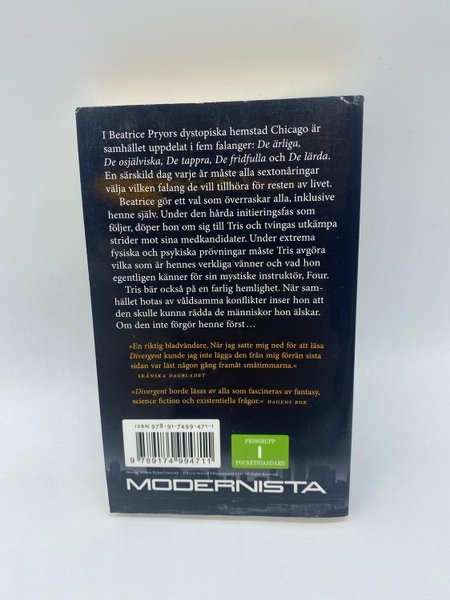 I Beatrice Pryors dystopiska hemstad Chicago är
samhället uppdelat i fem falanger: De ärliga,
De osjälviska, De tappra, De fridfulla och De lärda.
En särskild dag varje år måste alla sextonåringar
välja vilken falang de vill tillhöra för resten av livet.
Beatrice gör ett val som överraskar alla, inklusive
henne själv. Under den hårda initieringsfas som
följer, döper hon om sig till Tris och tvingas utkämpa
strider mot sina medkandidater. Under extrema
fysiska och psykiska prövningar måste Tris avgöra
vilka som är hennes verkliga vänner och vad hon
egentligen känner för sin mystiske instruktör, Four.
Tris bär också på en farlig hemlighet. När sam-
hället hotas av våldsamma konflikter inser hon att
den skulle kunna rädda de människor hon älskar.
Om den inte förgör henne först...
»En riktig bladvändare. När jag satte mig ned för att läsa
Divergent kunde jag inte lägga den från mig förrän sista
sidan var läst någon gång framåt småtimmarna.«
SKÅNSKA DAGBLADET
»Divergent borde läsas av alla som fascineras av fantasy,
science fiction och existentiella frågor.« DAGENS BOK
ISBN 978-91-7499-471-1
9 789174 994711
PRISGRUPP
I
POCKETSTANDARD
MODERNISTA